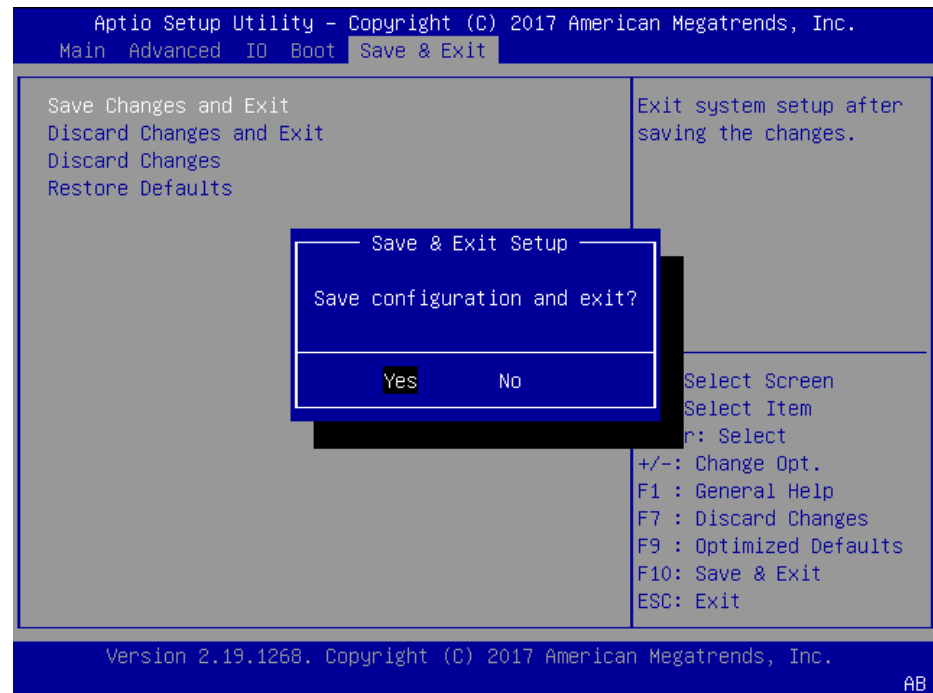 Aptio Setup Utility – Copyright (C) 2017 American Megatrends, Inc.
Main Advanced IO Boot Save & Exit
Save Changes and Exit
Discard Changes and Exit
Discard Changes
Restore Defaults
Exit system setup after
saving the changes.
Save & Exit Setup
Save configuration and exit?
Yes No
Select Screen
Select Item
r: Select
+/-: Change Opt.
F1 : General Help
F7 : Discard Changes
F9 : Optimized Defaults
F10: Save & Exit
ESC: Exit
Version 2.19.1268. Copyright (C) 2017 American Megatrends, Inc.
AB